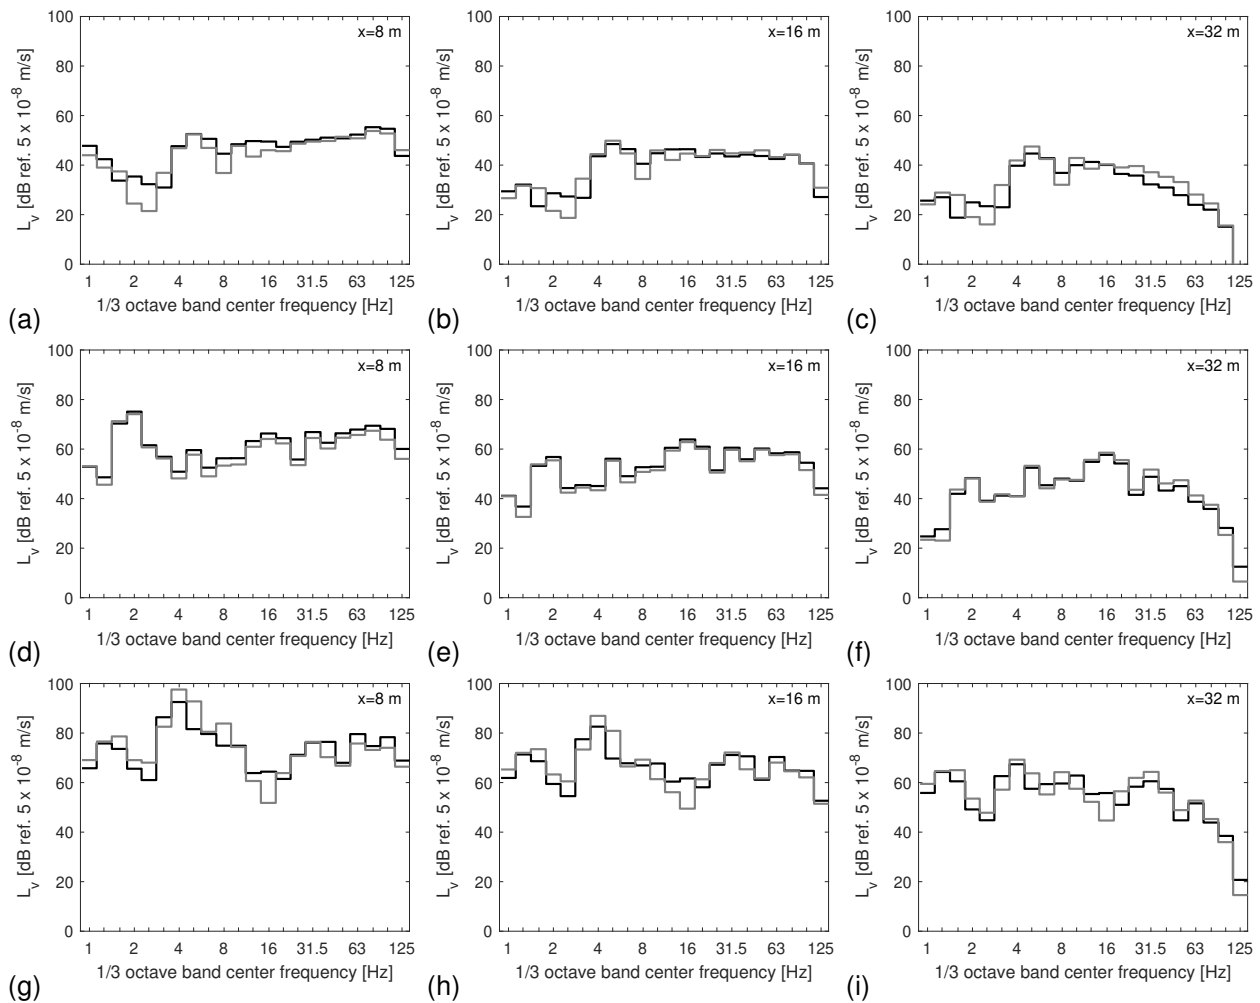 x=8 m
100
80
60
40
20
0
L_v [dB ref. 5 x 10^-8 m/s]
1 2 4 8 16 31.5 63 125
1/3 octave band center frequency [Hz]
(a)
x=16 m
100
80
60
40
20
0
L_v [dB ref. 5 x 10^-8 m/s]
1 2 4 8 16 31.5 63 125
1/3 octave band center frequency [Hz]
(b)
x=32 m
100
80
60
40
20
0
L_v [dB ref. 5 x 10^-8 m/s]
1 2 4 8 16 31.5 63 125
1/3 octave band center frequency [Hz]
(c)
x=8 m
100
80
60
40
20
0
L_v [dB ref. 5 x 10^-8 m/s]
1 2 4 8 16 31.5 63 125
1/3 octave band center frequency [Hz]
(d)
x=16 m
100
80
60
40
20
0
L_v [dB ref. 5 x 10^-8 m/s]
1 2 4 8 16 31.5 63 125
1/3 octave band center frequency [Hz]
(e)
x=32 m
100
80
60
40
20
0
L_v [dB ref. 5 x 10^-8 m/s]
1 2 4 8 16 31.5 63 125
1/3 octave band center frequency [Hz]
(f)
x=8 m
100
80
60
40
20
0
L_v [dB ref. 5 x 10^-8 m/s]
1 2 4 8 16 31.5 63 125
1/3 octave band center frequency [Hz]
(g)
x=16 m
100
80
60
40
20
0
L_v [dB ref. 5 x 10^-8 m/s]
1 2 4 8 16 31.5 63 125
1/3 octave band center frequency [Hz]
(h)
x=32 m
100
80
60
40
20
0
L_v [dB ref. 5 x 10^-8 m/s]
1 2 4 8 16 31.5 63 125
1/3 octave band center frequency [Hz]
(i)